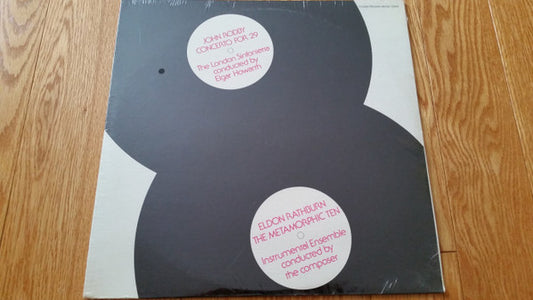 JOHN RODBY
CONCERTO FOR 29
The London Sinfonietta
conducted by
Elgar Howarth
ELDON RATHBURN
THE METAMORPHIC TEN
Instrumental Ensemble
conducted by
the composer